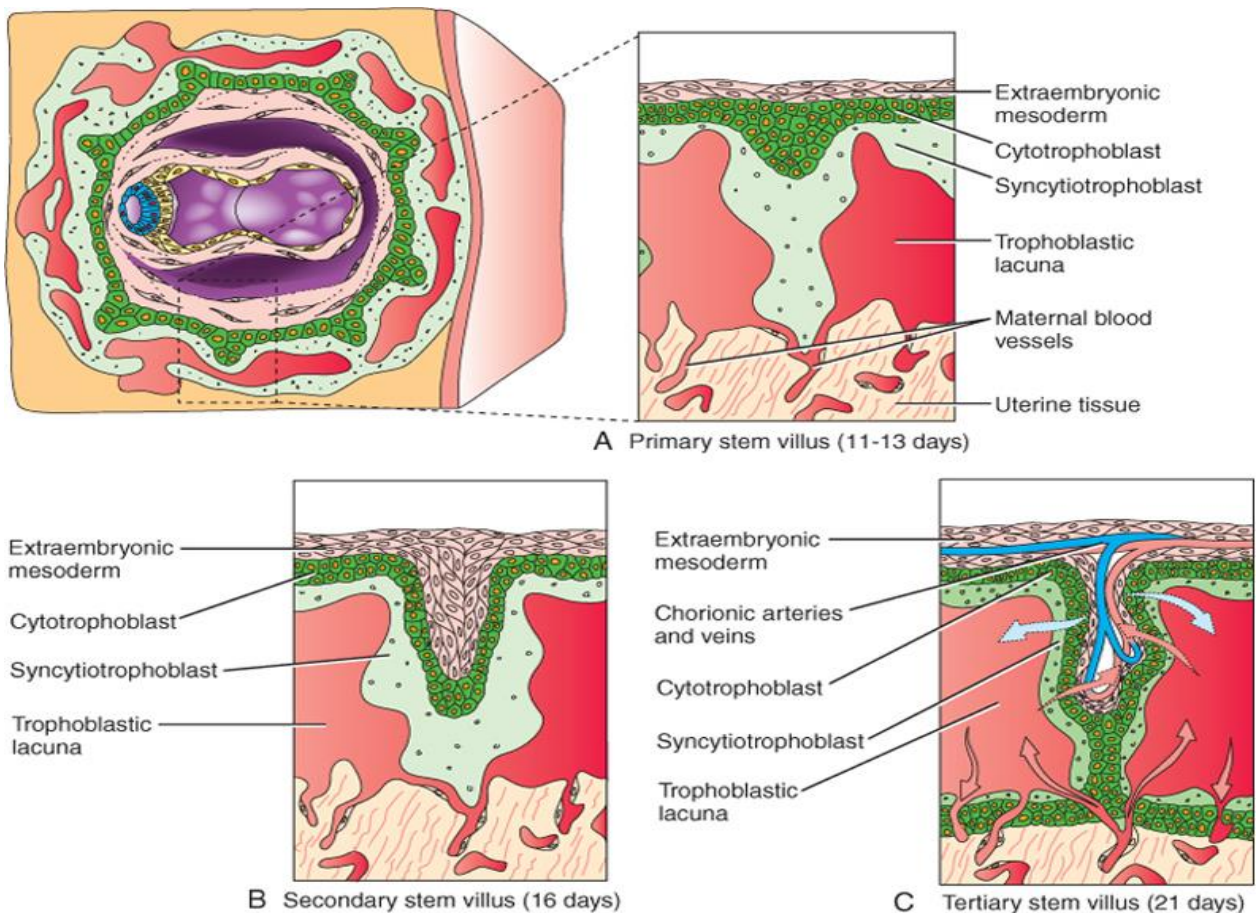 Extraembryonic
mesoderm
Cytotrophoblast
Syncytiotrophoblast
Trophoblastic
lacuna
Maternal blood
vessels
Uterine tissue
A Primary stem villus (11-13 days)
Extraembryonic
mesoderm
Cytotrophoblast
Syncytiotrophoblast
Trophoblastic
lacuna
B Secondary stem villus (16 days)
Extraembryonic
mesoderm
Chorionic arteries
and veins
Cytotrophoblast
Syncytiotrophoblast
Trophoblastic
lacuna
C Tertiary stem villus (21 days)